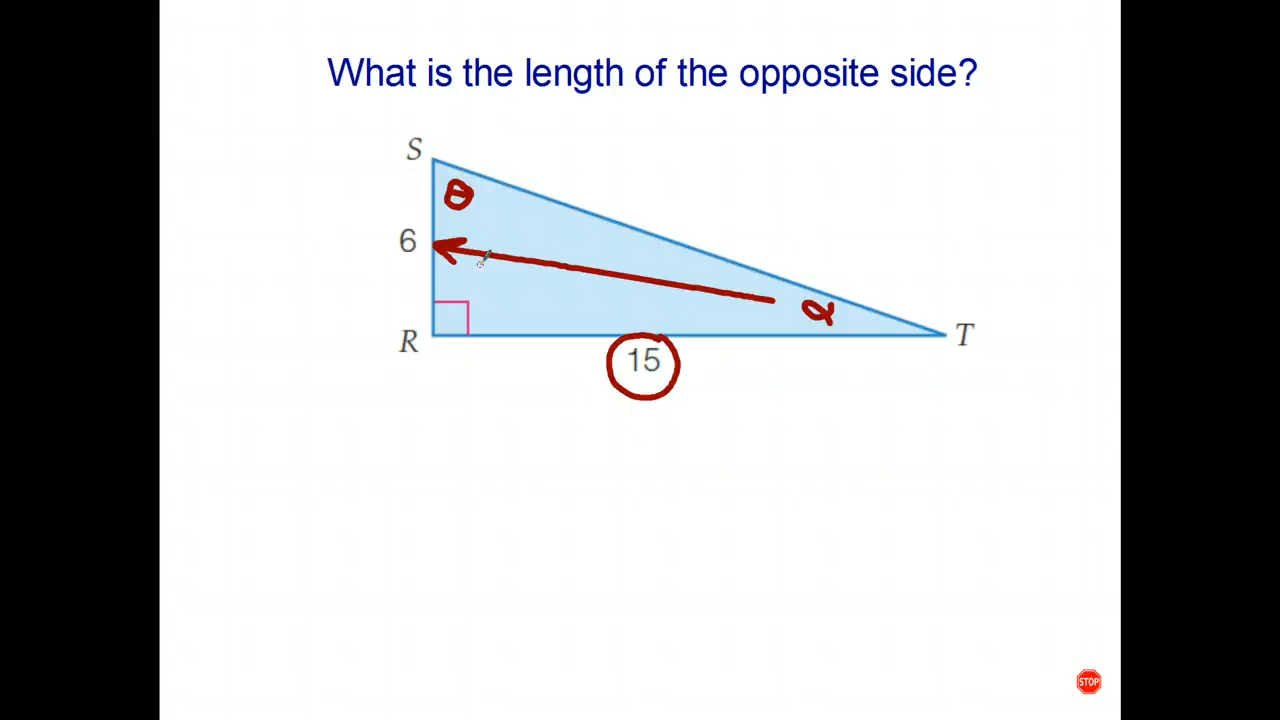 What is the length of the opposite side?
S
θ
6
α
R
T
15
STOP